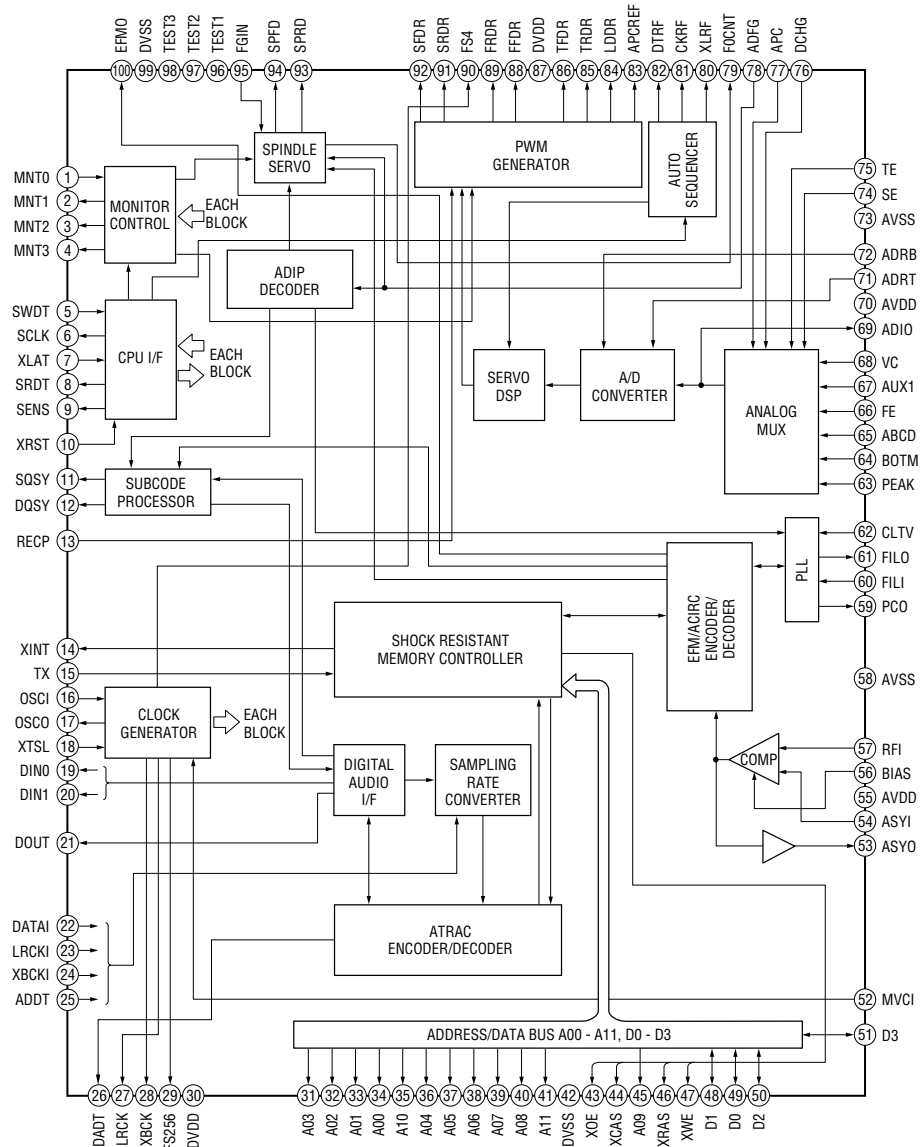 EFMO
DVSS
TEST3
TEST2
TEST1
FGIN
SPFD
SPRD
SFDR
SRDR
FS4
FRDR
FFDR
DVDD
TFDR
TRDR
LDDR
APCREF
DTRF
CKRF
XLRF
F0CNT
ADFG
APC
DCHG
100
99
98
97
96
95
94
93
92
91
90
89
88
87
86
85
84
83
82
81
80
79
78
77
76
MNT0 1
MNT1 2
MNT2 3
MNT3 4
SWDT 5
SCLK 6
XLAT 7
SRDT 8
SENS 9
XRST 10
SQSY 11
DQSY 12
RECP 13
XINT 14
TX 15
OSCI 16
OSCO 17
XTSL 18
DIN0 19
DIN1 20
DOUT 21
DATAI 22
LRCKI 23
XBCKI 24
ADDT 25
MONITOR
CONTROL
EACH
BLOCK
SPINDLE
SERVO
PWM
GENERATOR
AUTO
SEQUENCER
ADIP
DECODER
CPU I/F
EACH
BLOCK
SERVO
DSP
A/D
CONVERTER
ANALOG
MUX
SUBCODE
PROCESSOR
EFM/ACIRC
ENCODER/
DECODER
PLL
SHOCK RESISTANT
MEMORY CONTROLLER
CLOCK
GENERATOR
EACH
BLOCK
DIGITAL
AUDIO
I/F
SAMPLING
RATE
CONVERTER
COMP
ATRAC
ENCODER/DECODER
ADDRESS/DATA BUS A00 - A11, D0 - D3
75 TE
74 SE
73 AVSS
72 ADRB
71 ADRT
70 AVDD
69 ADIO
68 VC
67 AUX1
66 FE
65 ABCD
64 BOTM
63 PEAK
62 CLTV
61 FILO
60 FILI
59 PCO
58 AVSS
57 RFI
56 BIAS
55 AVDD
54 ASYI
53 ASYO
52 MVCI
51 D3
26
27
28
29
30
31
32
33
34
35
36
37
38
39
40
41
42
43
44
45
46
47
48
49
50
DADT
LRCK
XBCK
FS256
DVDD
A03
A02
A01
A00
A10
A04
A05
A06
A07
A08
A11
DVSS
XOE
XCAS
A09
XRAS
XWE
D1
D0
D2